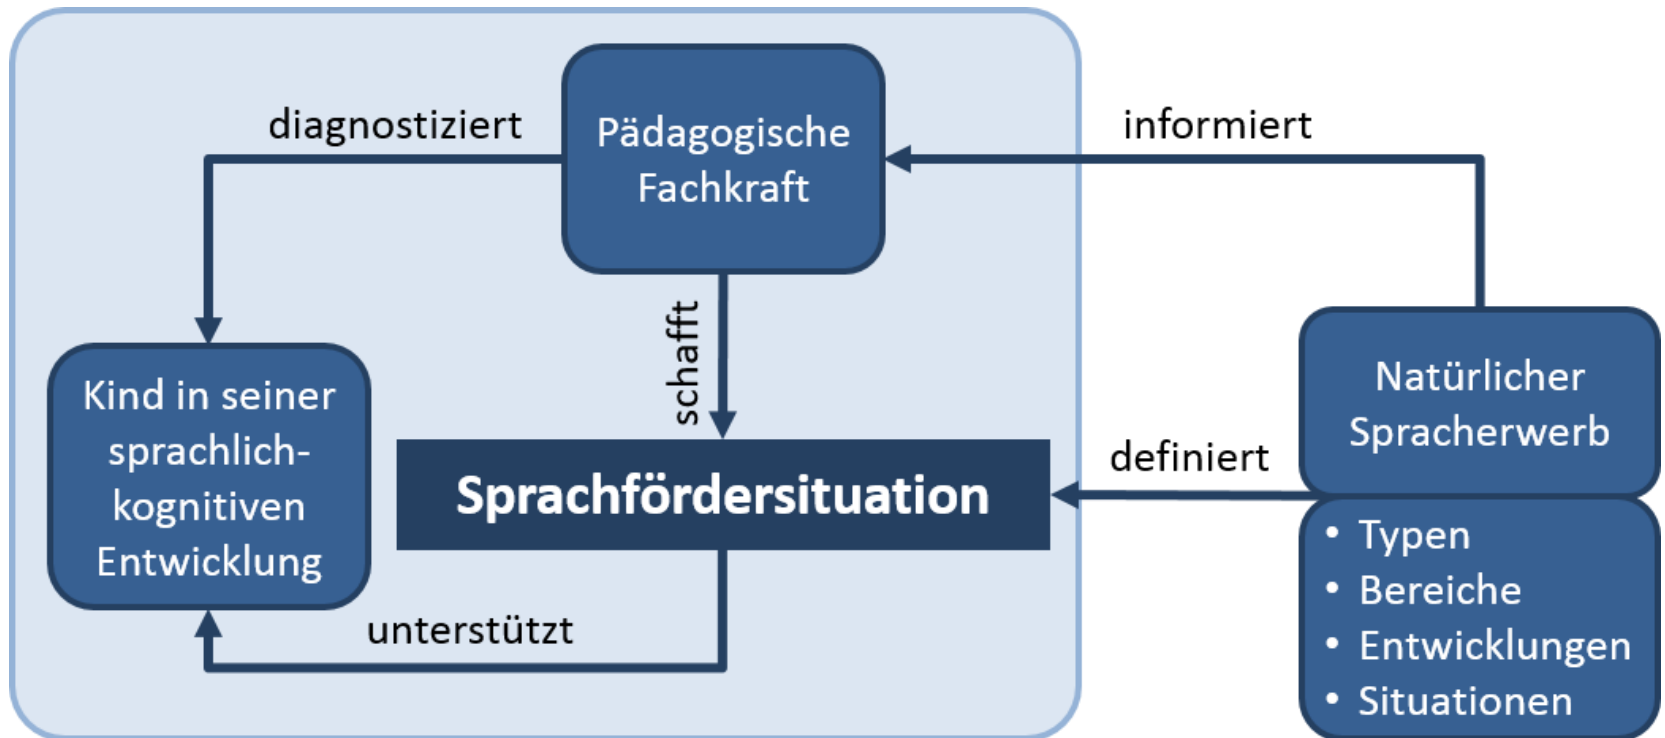 diagnostiziert
Pädagogische
Fachkraft
informiert
schafft
Kind in seiner
sprachlich-
kognitiven
Entwicklung
Sprachfördersituation
unterstützt
definiert
Natürlicher
Spracherwerb
• Typen
• Bereiche
• Entwicklungen
• Situationen